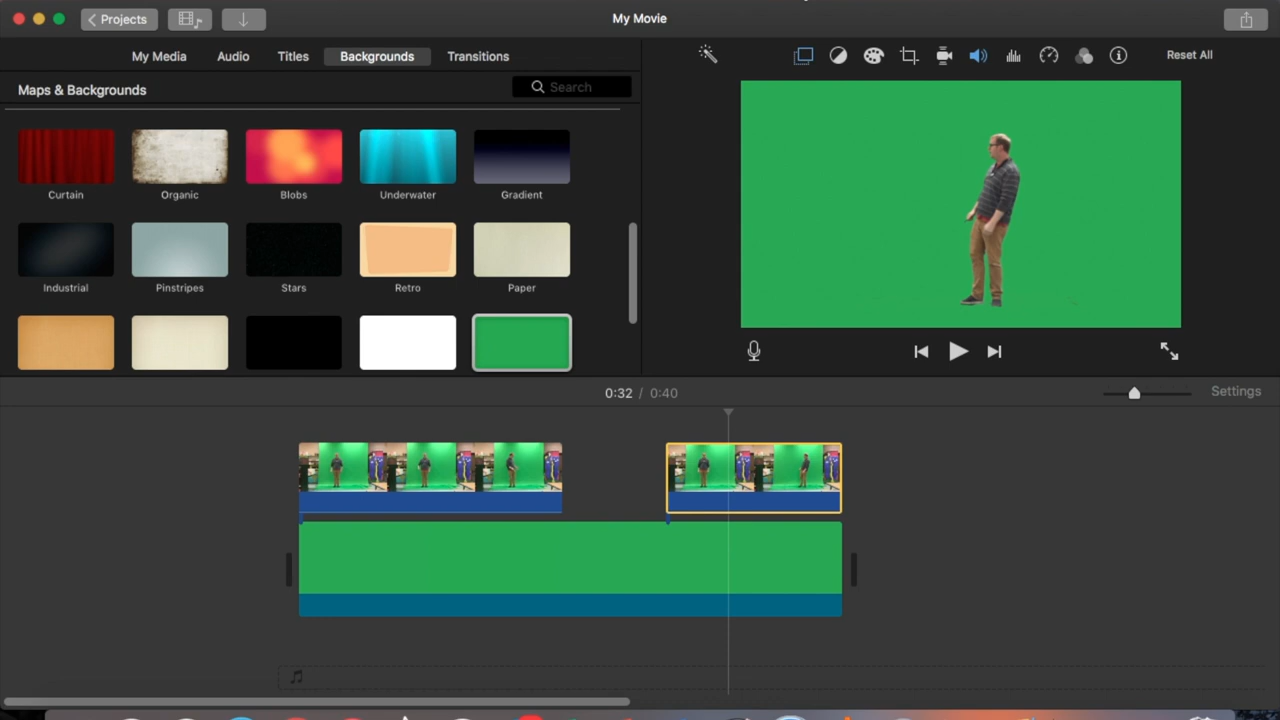 Projects
My Movie
My Media
Audio
Titles
Backgrounds
Transitions
Reset All
Maps & Backgrounds
Search
Curtain
Organic
Blobs
Underwater
Gradient
Industrial
Pinstripes
Stars
Retro
Paper
0:32 / 0:40
Settings